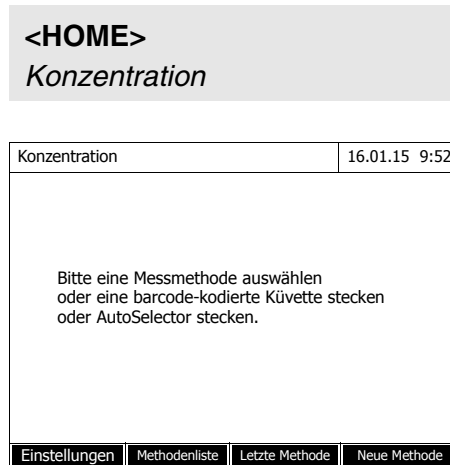 <HOME>
Konzentration
Konzentration 16.01.15 9:52
Bitte eine Messmethode auswählen
oder eine barcode-kodierte Küvette stecken
oder AutoSelector stecken.
Einstellungen Methodenliste Letzte Methode Neue Methode